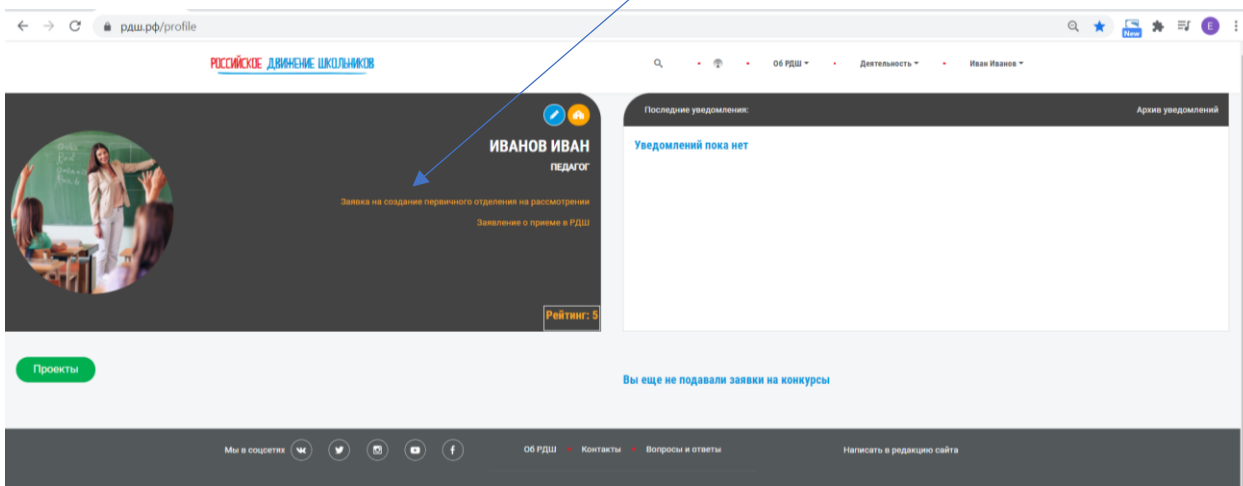 рдш.рф/profile
New
E
РОССИЙСКОЕ ДВИЖЕНИЕ ШКОЛЬНИКОВ
Об РДШ
Деятельность
Иван Иванов
ИВАНОВ ИВАН
ПЕДАГОГ
Заявка на создание первичного отделения на рассмотрении
Заявление о приеме в РДШ
Рейтинг: 5
Последние уведомления:
Архив уведомлений
Уведомлений пока нет
Проекты
Вы еще не подавали заявки на конкурсы
Мы в соцсетях
Об РДШ
Контакты
Вопросы и ответы
Написать в редакцию сайта